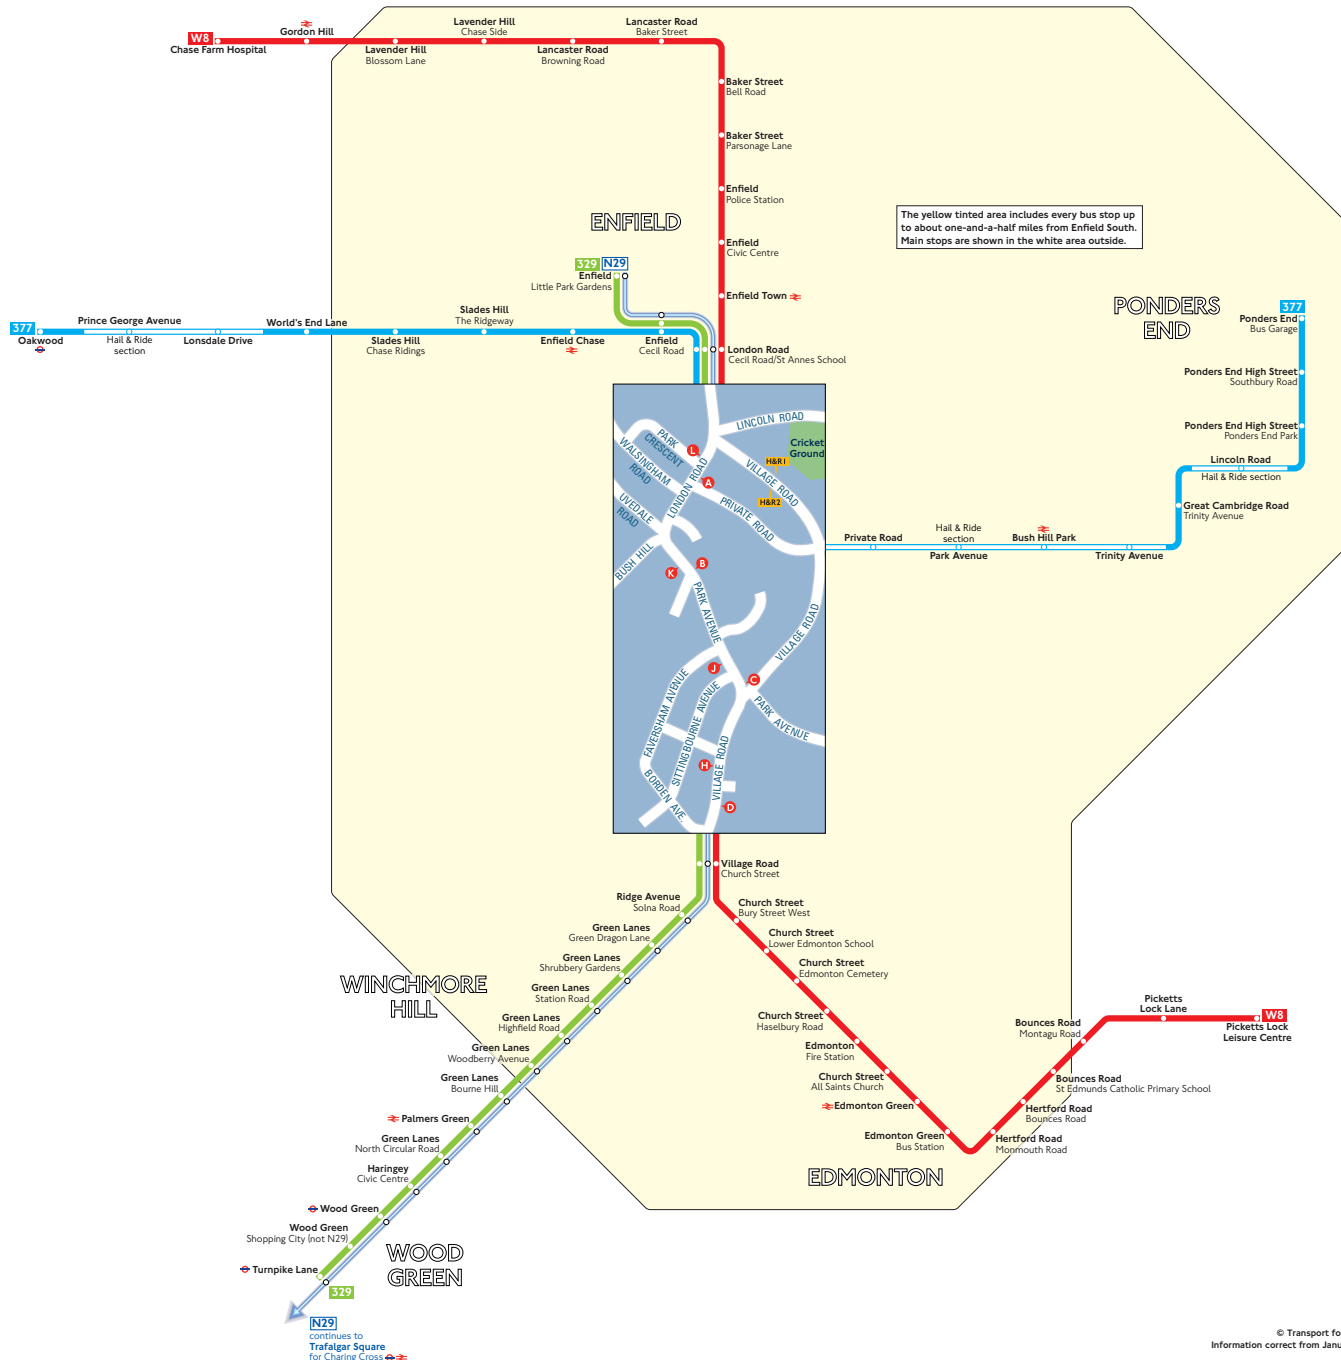 W8
Chase Farm Hospital
Gordon Hill
Lavender Hill
Blossom Lane
Lavender Hill
Chase Side
Lancaster Road
Browning Road
Lancaster Road
Baker Street
Baker Street
Bell Road
Baker Street
Parsonage Lane
Enfield
Police Station
Enfield
Civic Centre
Enfield Town
London Road
Cecil Road/St Annes School
ENFIELD
The yellow tinted area includes every bus stop up
to about one-and-a-half miles from Enfield South.
Main stops are shown in the white area outside.
329
N29
Enfield
Little Park Gardens
377
Oakwood
Prince George Avenue
Hail & Ride
section
Lonsdale Drive
World's End Lane
Slades Hill
Chase Ridings
Slades Hill
The Ridgeway
Enfield Chase
Enfield
Cecil Road
PONDERS
END
377
Ponders End
Bus Garage
Ponders End High Street
Southbury Road
Ponders End High Street
Ponders End Park
Lincoln Road
Hail & Ride section
Great Cambridge Road
Trinity Avenue
Private Road
Hail & Ride
section
Park Avenue
Bush Hill Park
Trinity Avenue
LINCOLN ROAD
Cricket
Ground
PARK
CRESCENT
WALSINGHAM
ROAD
L
H&R1
VILLAGE ROAD
A
H&R2
LONDON ROAD
PRIVATE ROAD
UVEDALE
ROAD
BUSH HILL
K
B
PARK AVENUE
VILLAGE ROAD
J
C
FAVERSHAM AVENUE
SITTINGBOURNE AVENUE
PARK AVENUE
VILLAGE ROAD
H
BORDEN AVE.
D
Village Road
Church Street
Ridge Avenue
Solna Road
Green Lanes
Green Dragon Lane
Green Lanes
Shrubbery Gardens
Green Lanes
Station Road
Green Lanes
Highfield Road
Green Lanes
Woodberry Avenue
Green Lanes
Bourne Hill
Palmers Green
Green Lanes
North Circular Road
Haringey
Civic Centre
Wood Green
Wood Green
Shopping City (not N29)
Turnpike Lane
329
WINCHMORE
HILL
WOOD
GREEN
N29
continues to
Trafalgar Square
for Charing Cross
Church Street
Bury Street West
Church Street
Lower Edmonton School
Church Street
Edmonton Cemetery
Church Street
Haselbury Road
Edmonton
Fire Station
Church Street
All Saints Church
Edmonton Green
Edmonton Green
Bus Station
EDMONTON
Hertford Road
Monmouth Road
Hertford Road
Bounces Road
Bounces Road
St Edmunds Catholic Primary School
Bounces Road
Montagu Road
Picketts
Lock Lane
W8
Picketts Lock
Leisure Centre
© Transport fo
Information correct from Janu